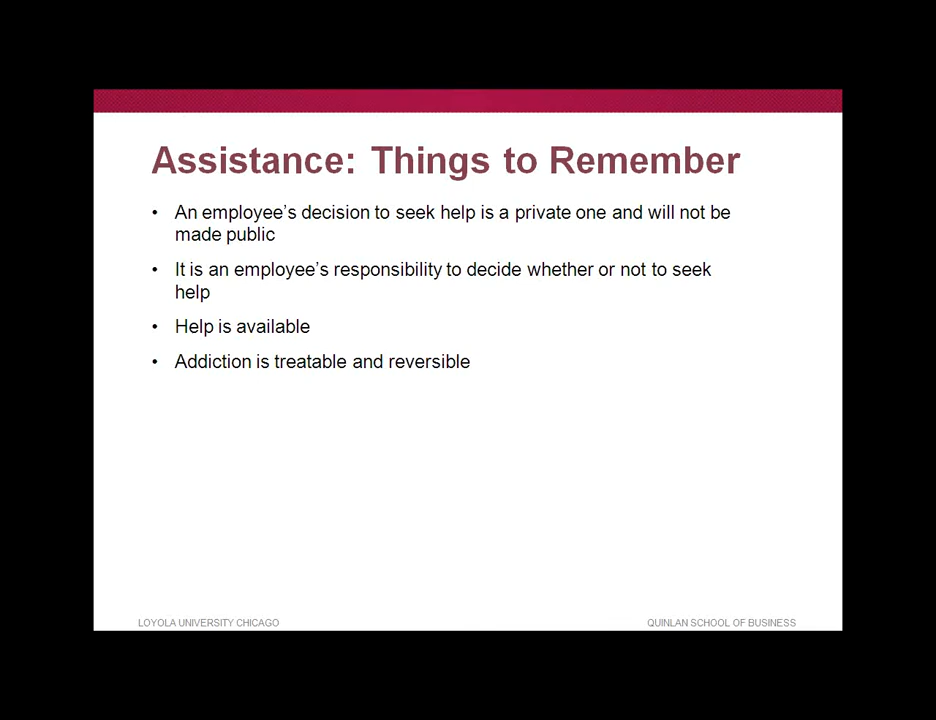 Assistance: Things to Remember
• An employee’s decision to seek help is a private one and will not be
made public
• It is an employee’s responsibility to decide whether or not to seek
help
• Help is available
• Addiction is treatable and reversible
LOYOLA UNIVERSITY CHICAGO
QUINLAN SCHOOL OF BUSINESS